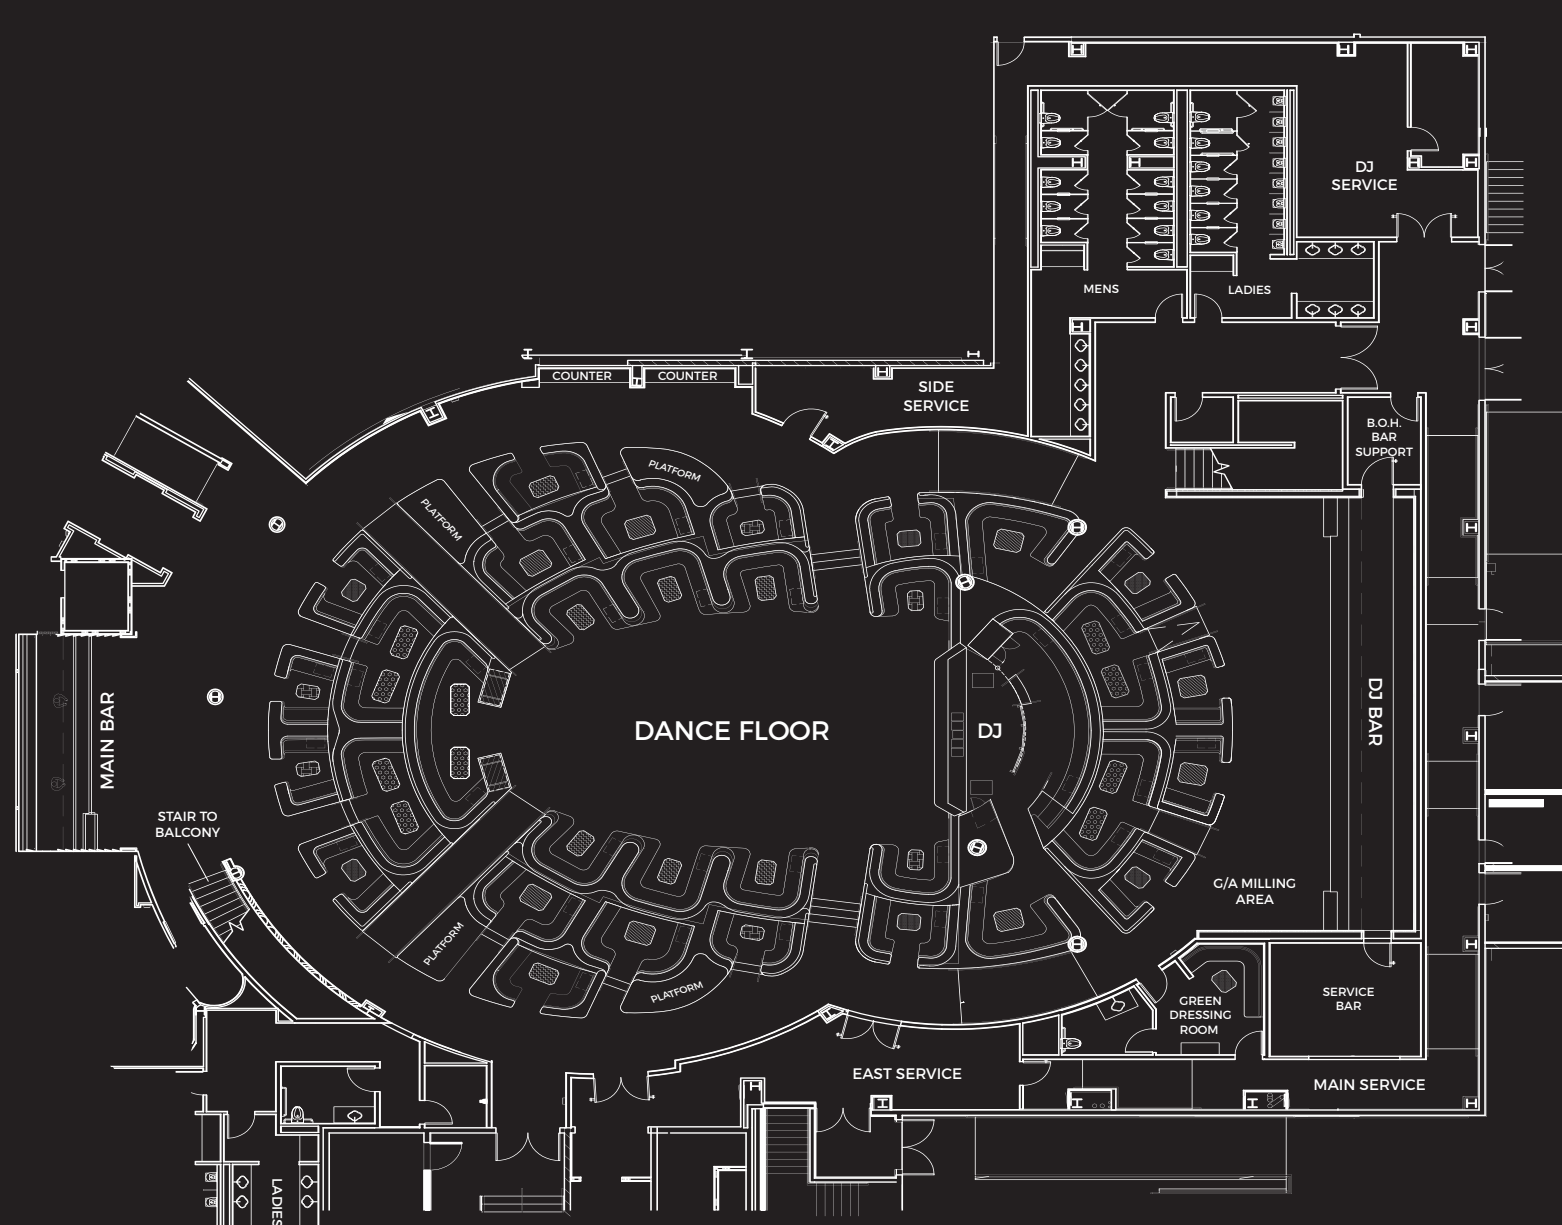 DJ
SERVICE
MENS
LADIES
COUNTER
COUNTER
SIDE
SERVICE
B.O.H.
BAR
SUPPORT
PLATFORM
PLATFORM
MAIN BAR
DANCE FLOOR
DJ
DJ BAR
STAIR TO
BALCONY
G/A MILLING
AREA
PLATFORM
PLATFORM
GREEN
DRESSING
ROOM
SERVICE
BAR
EAST SERVICE
MAIN SERVICE
LADIES